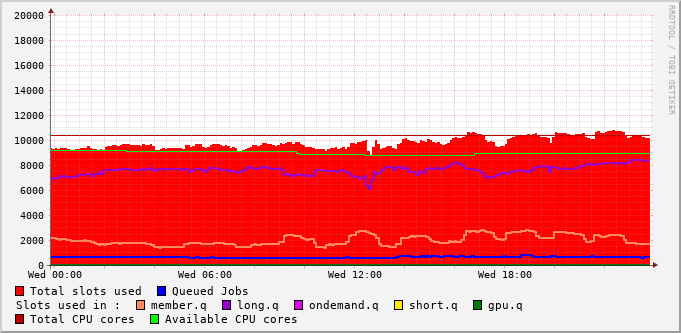 RRDTOOL / TOBI OETIKER
20000
18000
16000
14000
12000
10000
8000
6000
4000
2000
0
Wed 00:00 Wed 06:00 Wed 12:00 Wed 18:00
Total slots used Queued Jobs
Slots used in : member.q long.q ondemand.q short.q gpu.q
Total CPU cores Available CPU cores